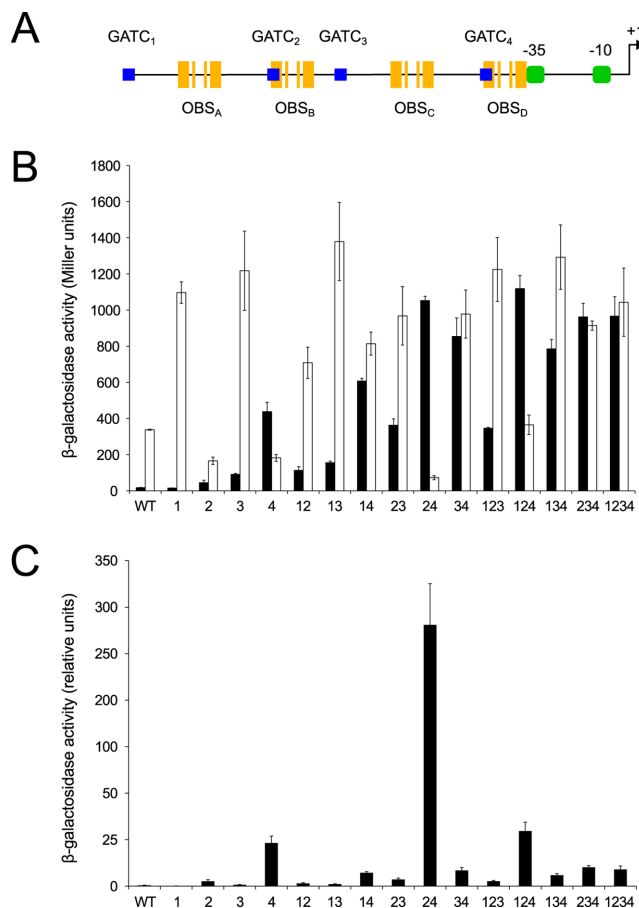 A
GATC1 GATC2 GATC3 GATC4 -35 -10 +1
OBSA OBSB OBSC OBSD
B
β-galactosidase activity (Miller units)
1800
1600
1400
1200
1000
800
600
400
200
0
WT 1 2 3 4 12 13 14 23 24 34 123 124 134 234 1234
C
β-galactosidase activity (relative units)
350
300
250
200
100
50
25
0
WT 1 2 3 4 12 13 14 23 24 34 123 124 134 234 1234